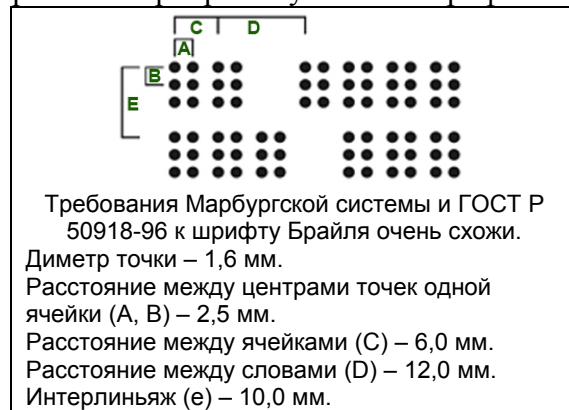 C D
A
B
E
Требования Марбургской системы и ГОСТ Р
50918-96 к шрифту Брайля очень схожи.
Диметр точки – 1,6 мм.
Расстояние между центрами точек одной
ячейки (A, B) – 2,5 мм.
Расстояние между ячейками (C) – 6,0 мм.
Расстояние между словами (D) – 12,0 мм.
Интерлиньяж (e) – 10,0 мм.